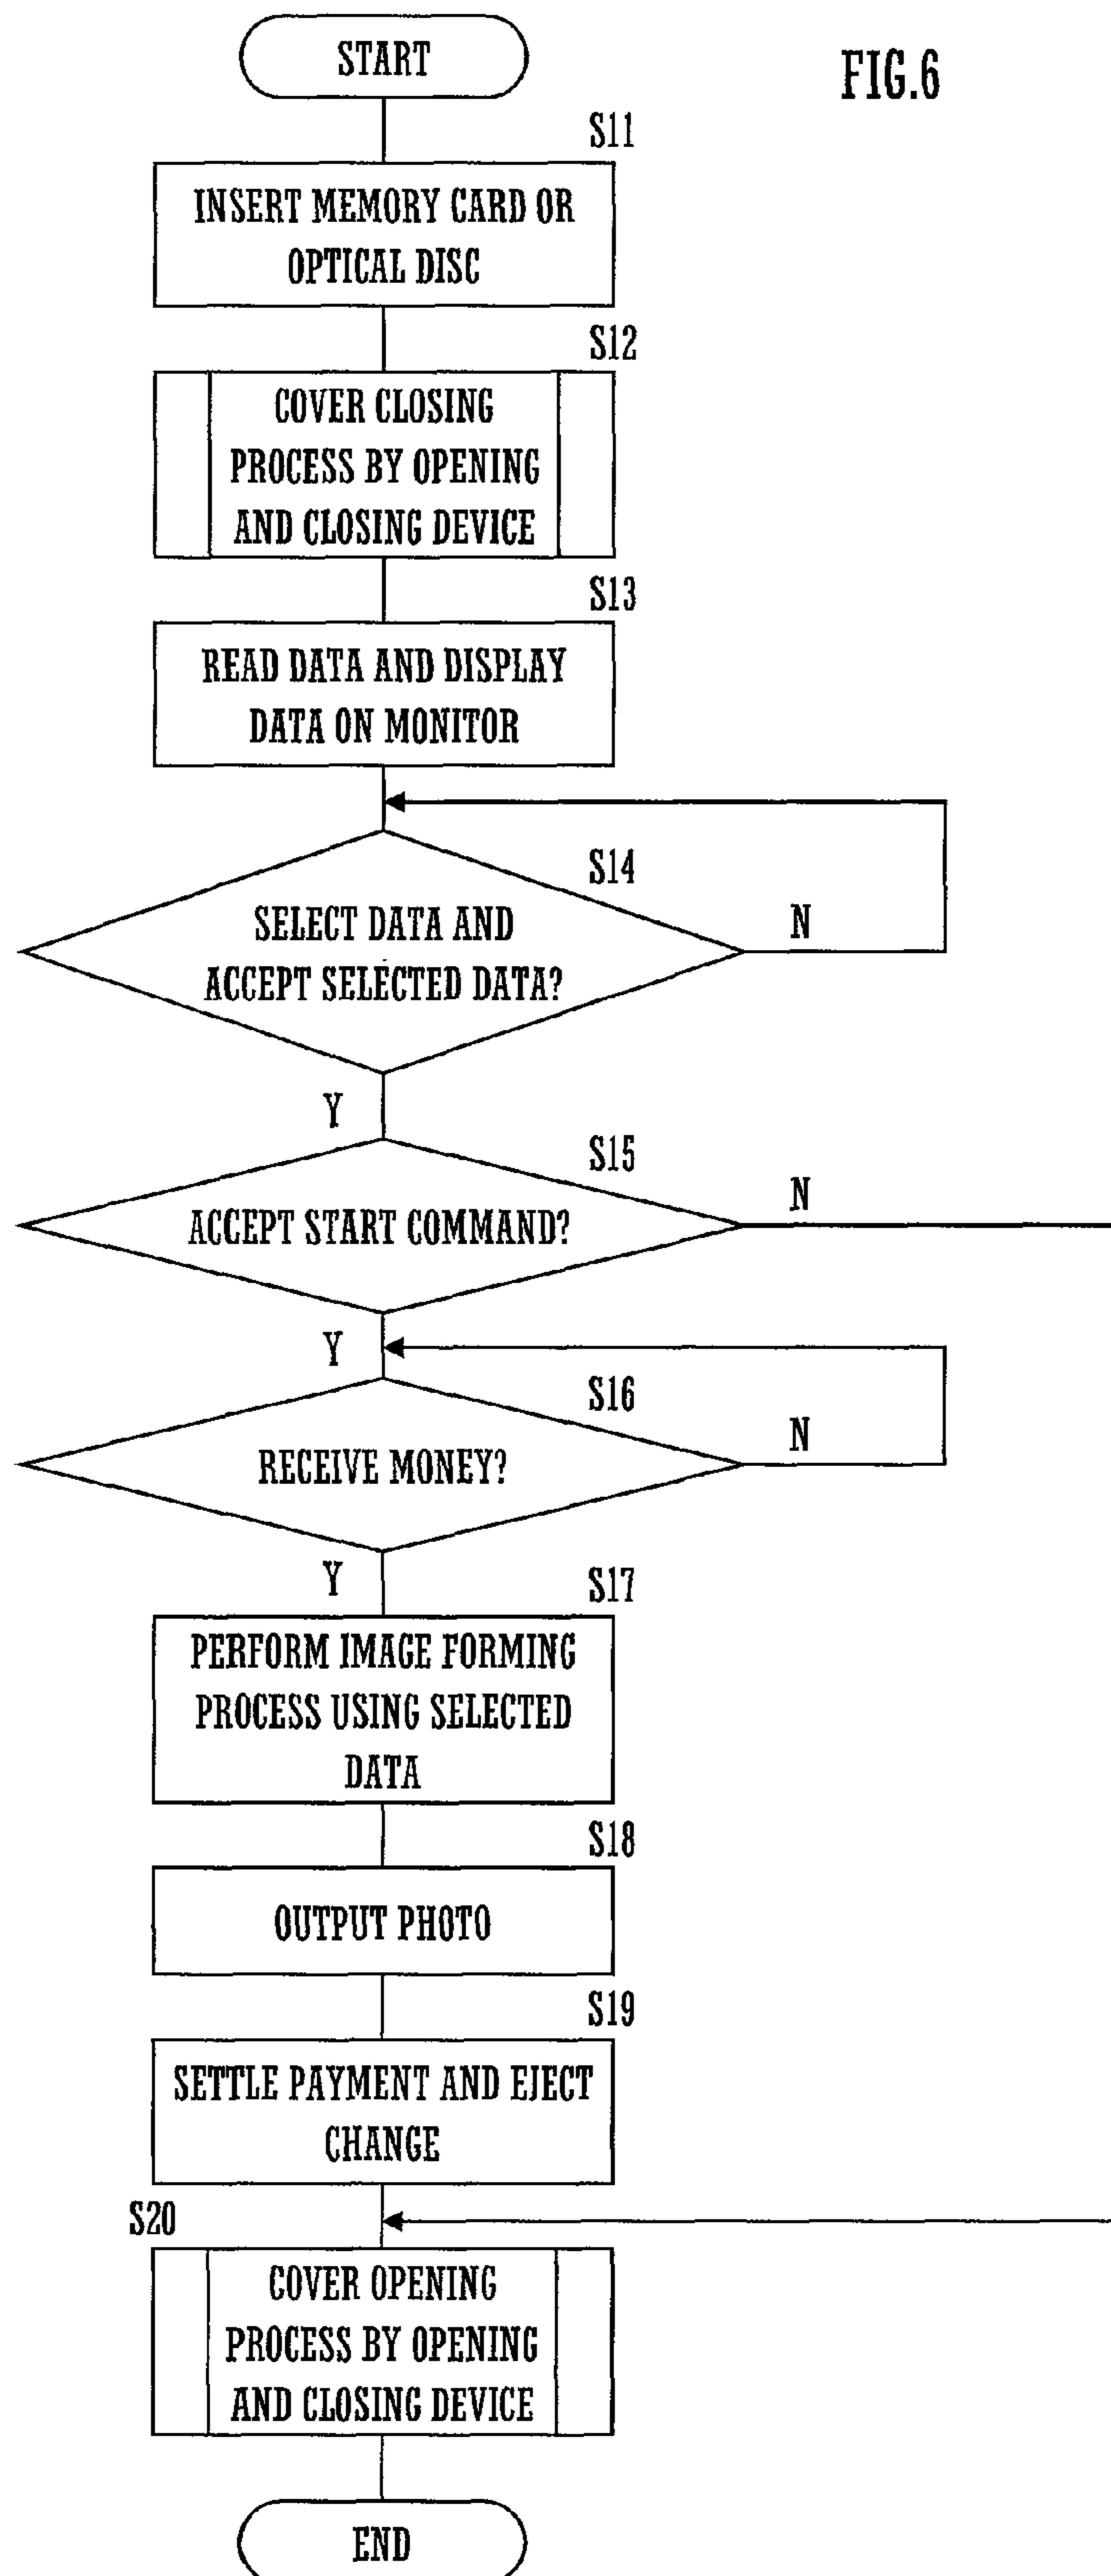 START
FIG.6
S11
INSERT MEMORY CARD OR
OPTICAL DISC
S12
COVER CLOSING
PROCESS BY OPENING
AND CLOSING DEVICE
S13
READ DATA AND DISPLAY
DATA ON MONITOR
S14
SELECT DATA AND
ACCEPT SELECTED DATA?
N
Y
S15
ACCEPT START COMMAND?
N
Y
S16
RECEIVE MONEY?
N
Y
S17
PERFORM IMAGE FORMING
PROCESS USING SELECTED
DATA
S18
OUTPUT PHOTO
S19
SETTLE PAYMENT AND EJECT
CHANGE
S20
COVER OPENING
PROCESS BY OPENING
AND CLOSING DEVICE
END